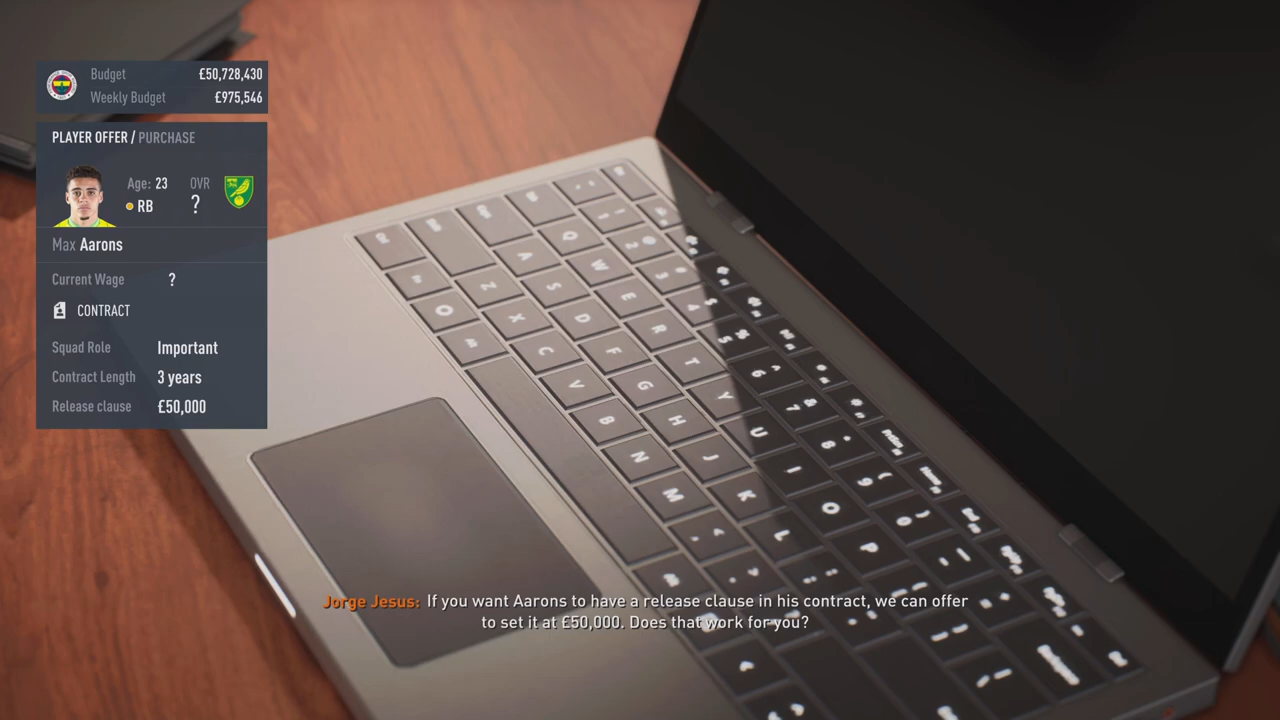 Budget £50,728,430
Weekly Budget £975,546
PLAYER OFFER / PURCHASE
Age: 23 OVR
RB ?
Max Aarons
Current Wage ?
CONTRACT
Squad Role Important
Contract Length 3 years
Release clause £50,000
Q
A W
Z S E
X D R
C F T
V G Y
B H U
N J I
M K O
L P
Jorge Jesus: If you want Aarons to have a release clause in his contract, we can offer
to set it at £50,000. Does that work for you?